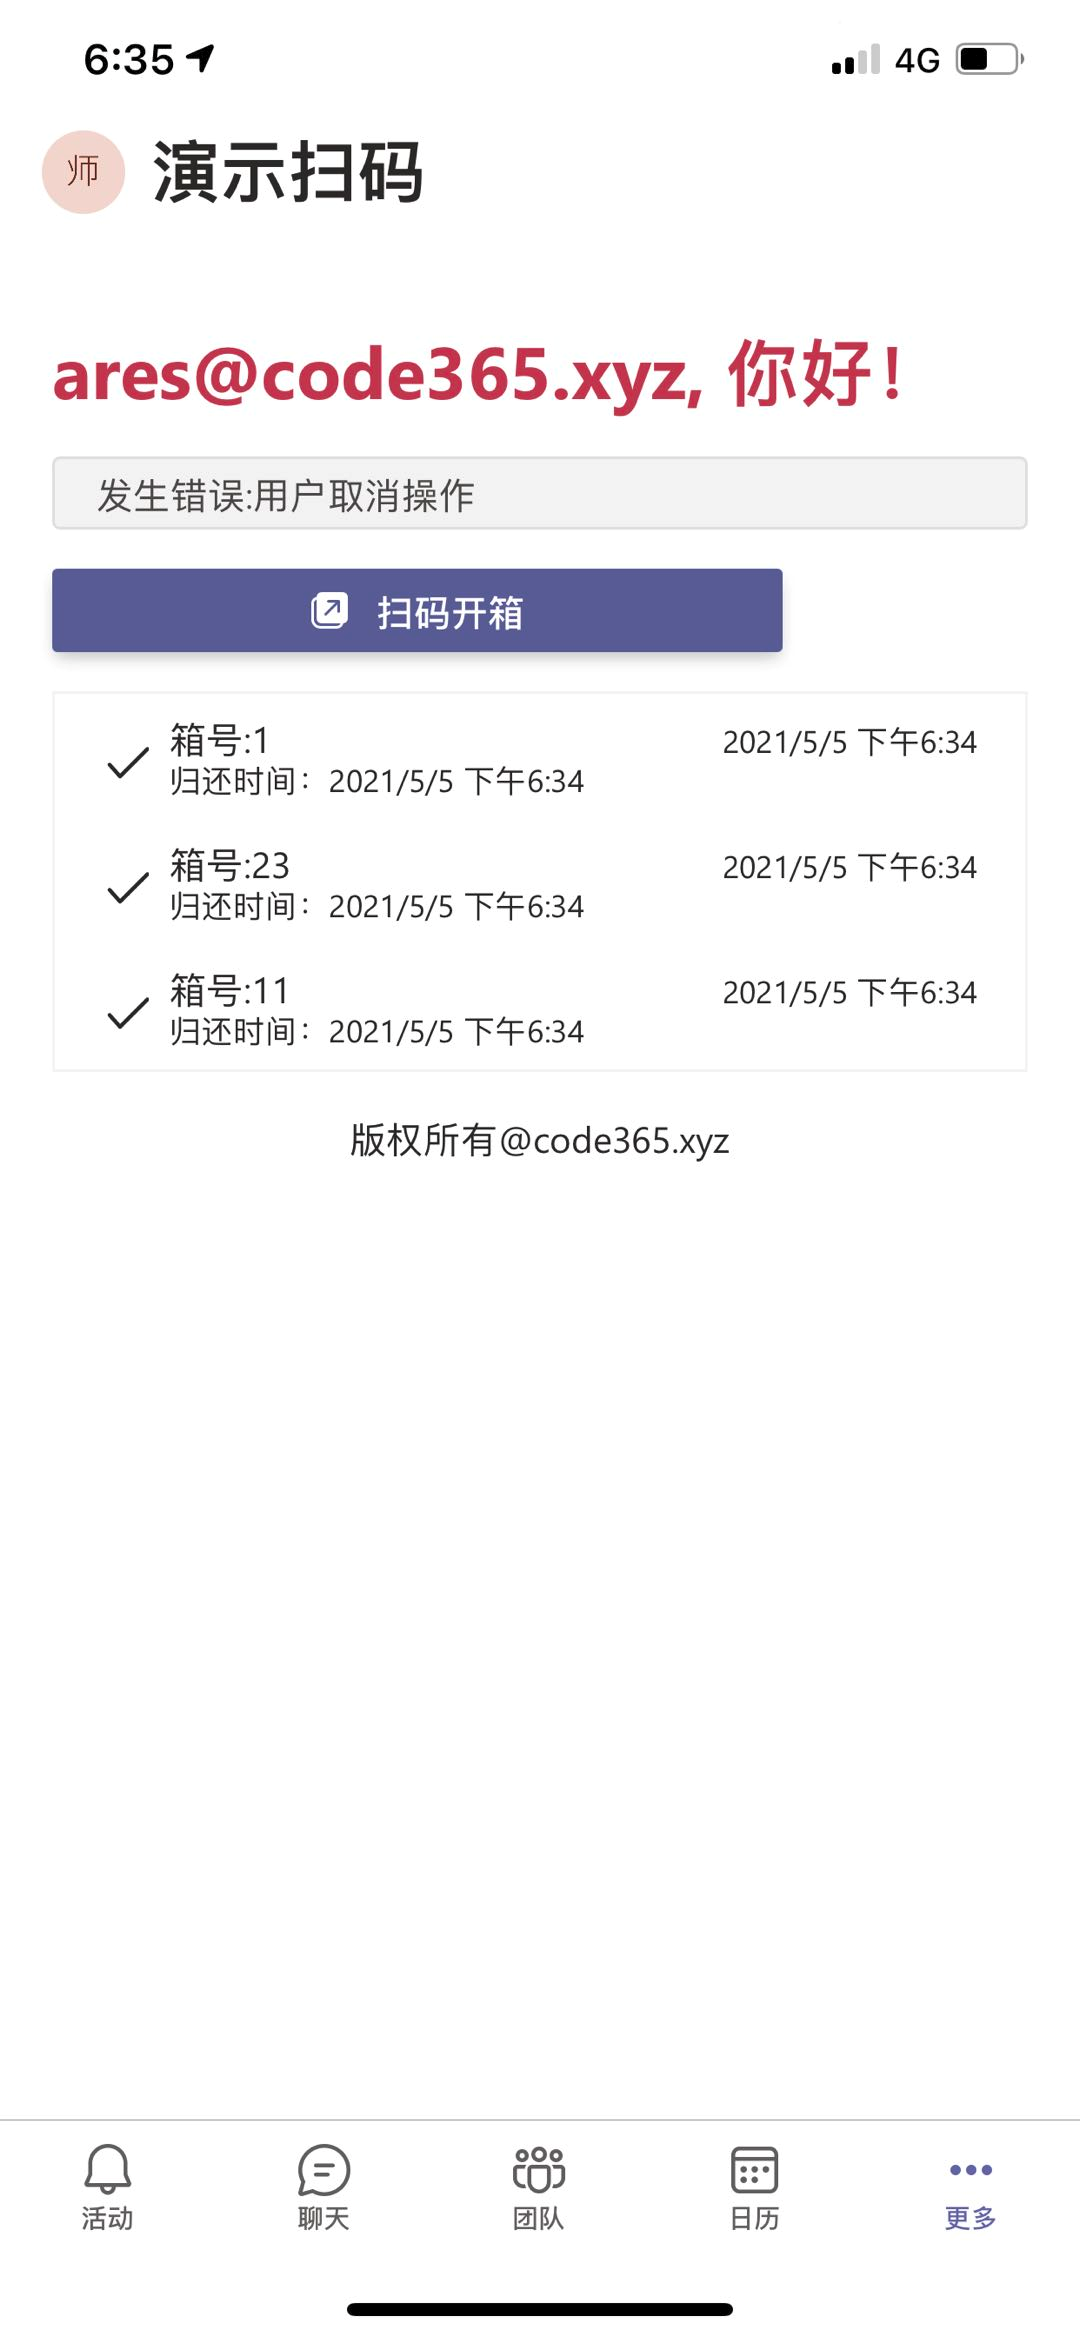 6:35
4G
师
演示扫码
ares@code365.xyz, 你好！
发生错误:用户取消操作
扫码开箱
箱号:1
2021/5/5 下午6:34
归还时间：2021/5/5 下午6:34
箱号:23
2021/5/5 下午6:34
归还时间：2021/5/5 下午6:34
箱号:11
2021/5/5 下午6:34
归还时间：2021/5/5 下午6:34
版权所有@code365.xyz
活动
聊天
团队
日历
更多